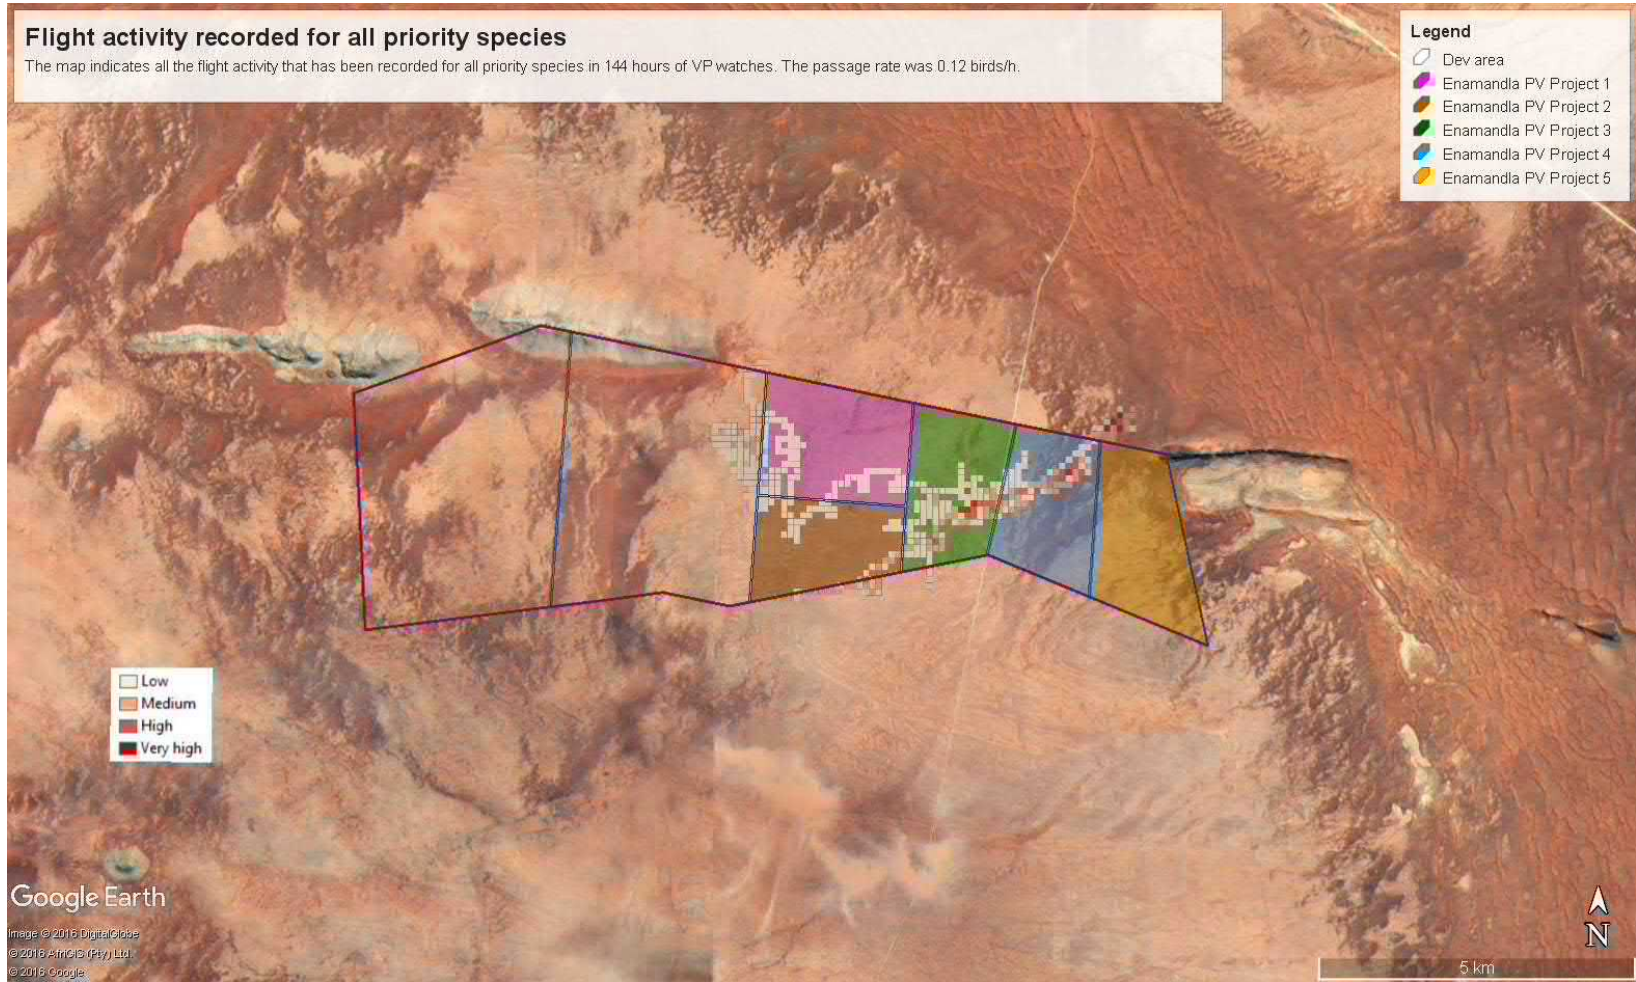 Flight activity recorded for all priority species
The map indicates all the flight activity that has been recorded for all priority species in 144 hours of VP watches. The passage rate was 0.12 birds/h.
Legend
Dev area
Enamandla PV Project 1
Enamandla PV Project 2
Enamandla PV Project 3
Enamandla PV Project 4
Enamandla PV Project 5
Low
Medium
High
Very high
Google Earth
Image © 2016 DigitalGlobe
© 2016 AfriGIS (Pty) Ltd.
© 2016 Google
N
5 km